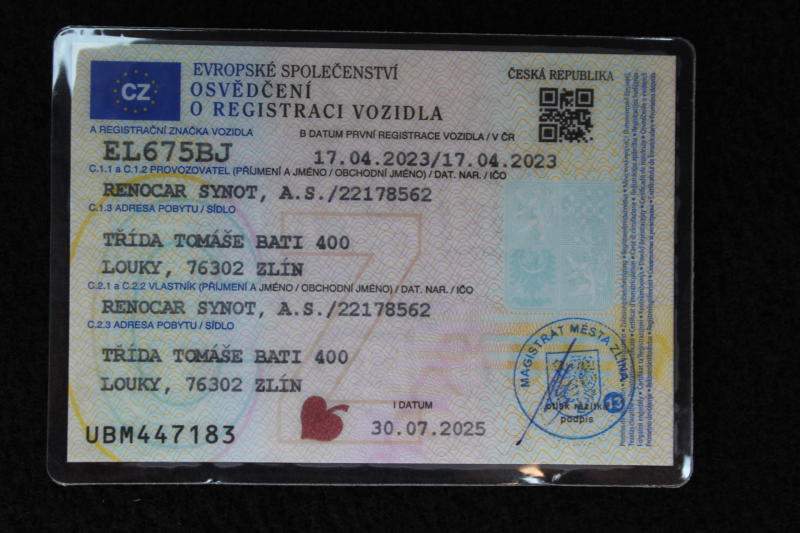 CZ
EVROPSKÉ SPOLEČENSTVÍ
OSVĚDČENÍ
O REGISTRACI VOZIDLA
ČESKÁ REPUBLIKA
A REGISTRAČNÍ ZNAČKA VOZIDLA
B DATUM PRVNÍ REGISTRACE VOZIDLA / V ČR
EL675BJ
17.04.2023/17.04.2023
C.1.1 a C.1.2 PROVOZOVATEL (PŘÍJMENÍ A JMÉNO / OBCHODNÍ JMÉNO) / DAT. NAR. / IČO
RENOCAR SYNOT, A.S./22178562
C.1.3 ADRESA POBYTU / SÍDLO
TŘÍDA TOMÁŠE BATI 400
LOUKY, 76302 ZLÍN
C.2.1 a C.2.2 VLASTNÍK (PŘÍJMENÍ A JMÉNO / OBCHODNÍ JMÉNO) / DAT. NAR. / IČO
RENOCAR SYNOT, A.S./22178562
C.2.3 ADRESA POBYTU / SÍDLO
TŘÍDA TOMÁŠE BATI 400
LOUKY, 76302 ZLÍN
MAGISTRÁT MĚSTA ZLÍNA
13
otisk razítka
podpis
I DATUM
30.07.2025
UBM447183